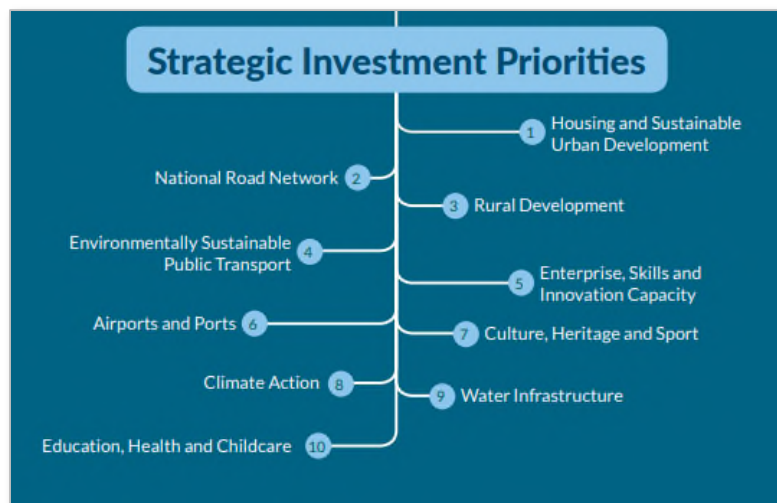 Strategic Investment Priorities
1 Housing and Sustainable
Urban Development
National Road Network 2
3 Rural Development
Environmentally Sustainable
Public Transport 4
5 Enterprise, Skills and
Innovation Capacity
Airports and Ports 6
7 Culture, Heritage and Sport
Climate Action 8
9 Water Infrastructure
Education, Health and Childcare 10